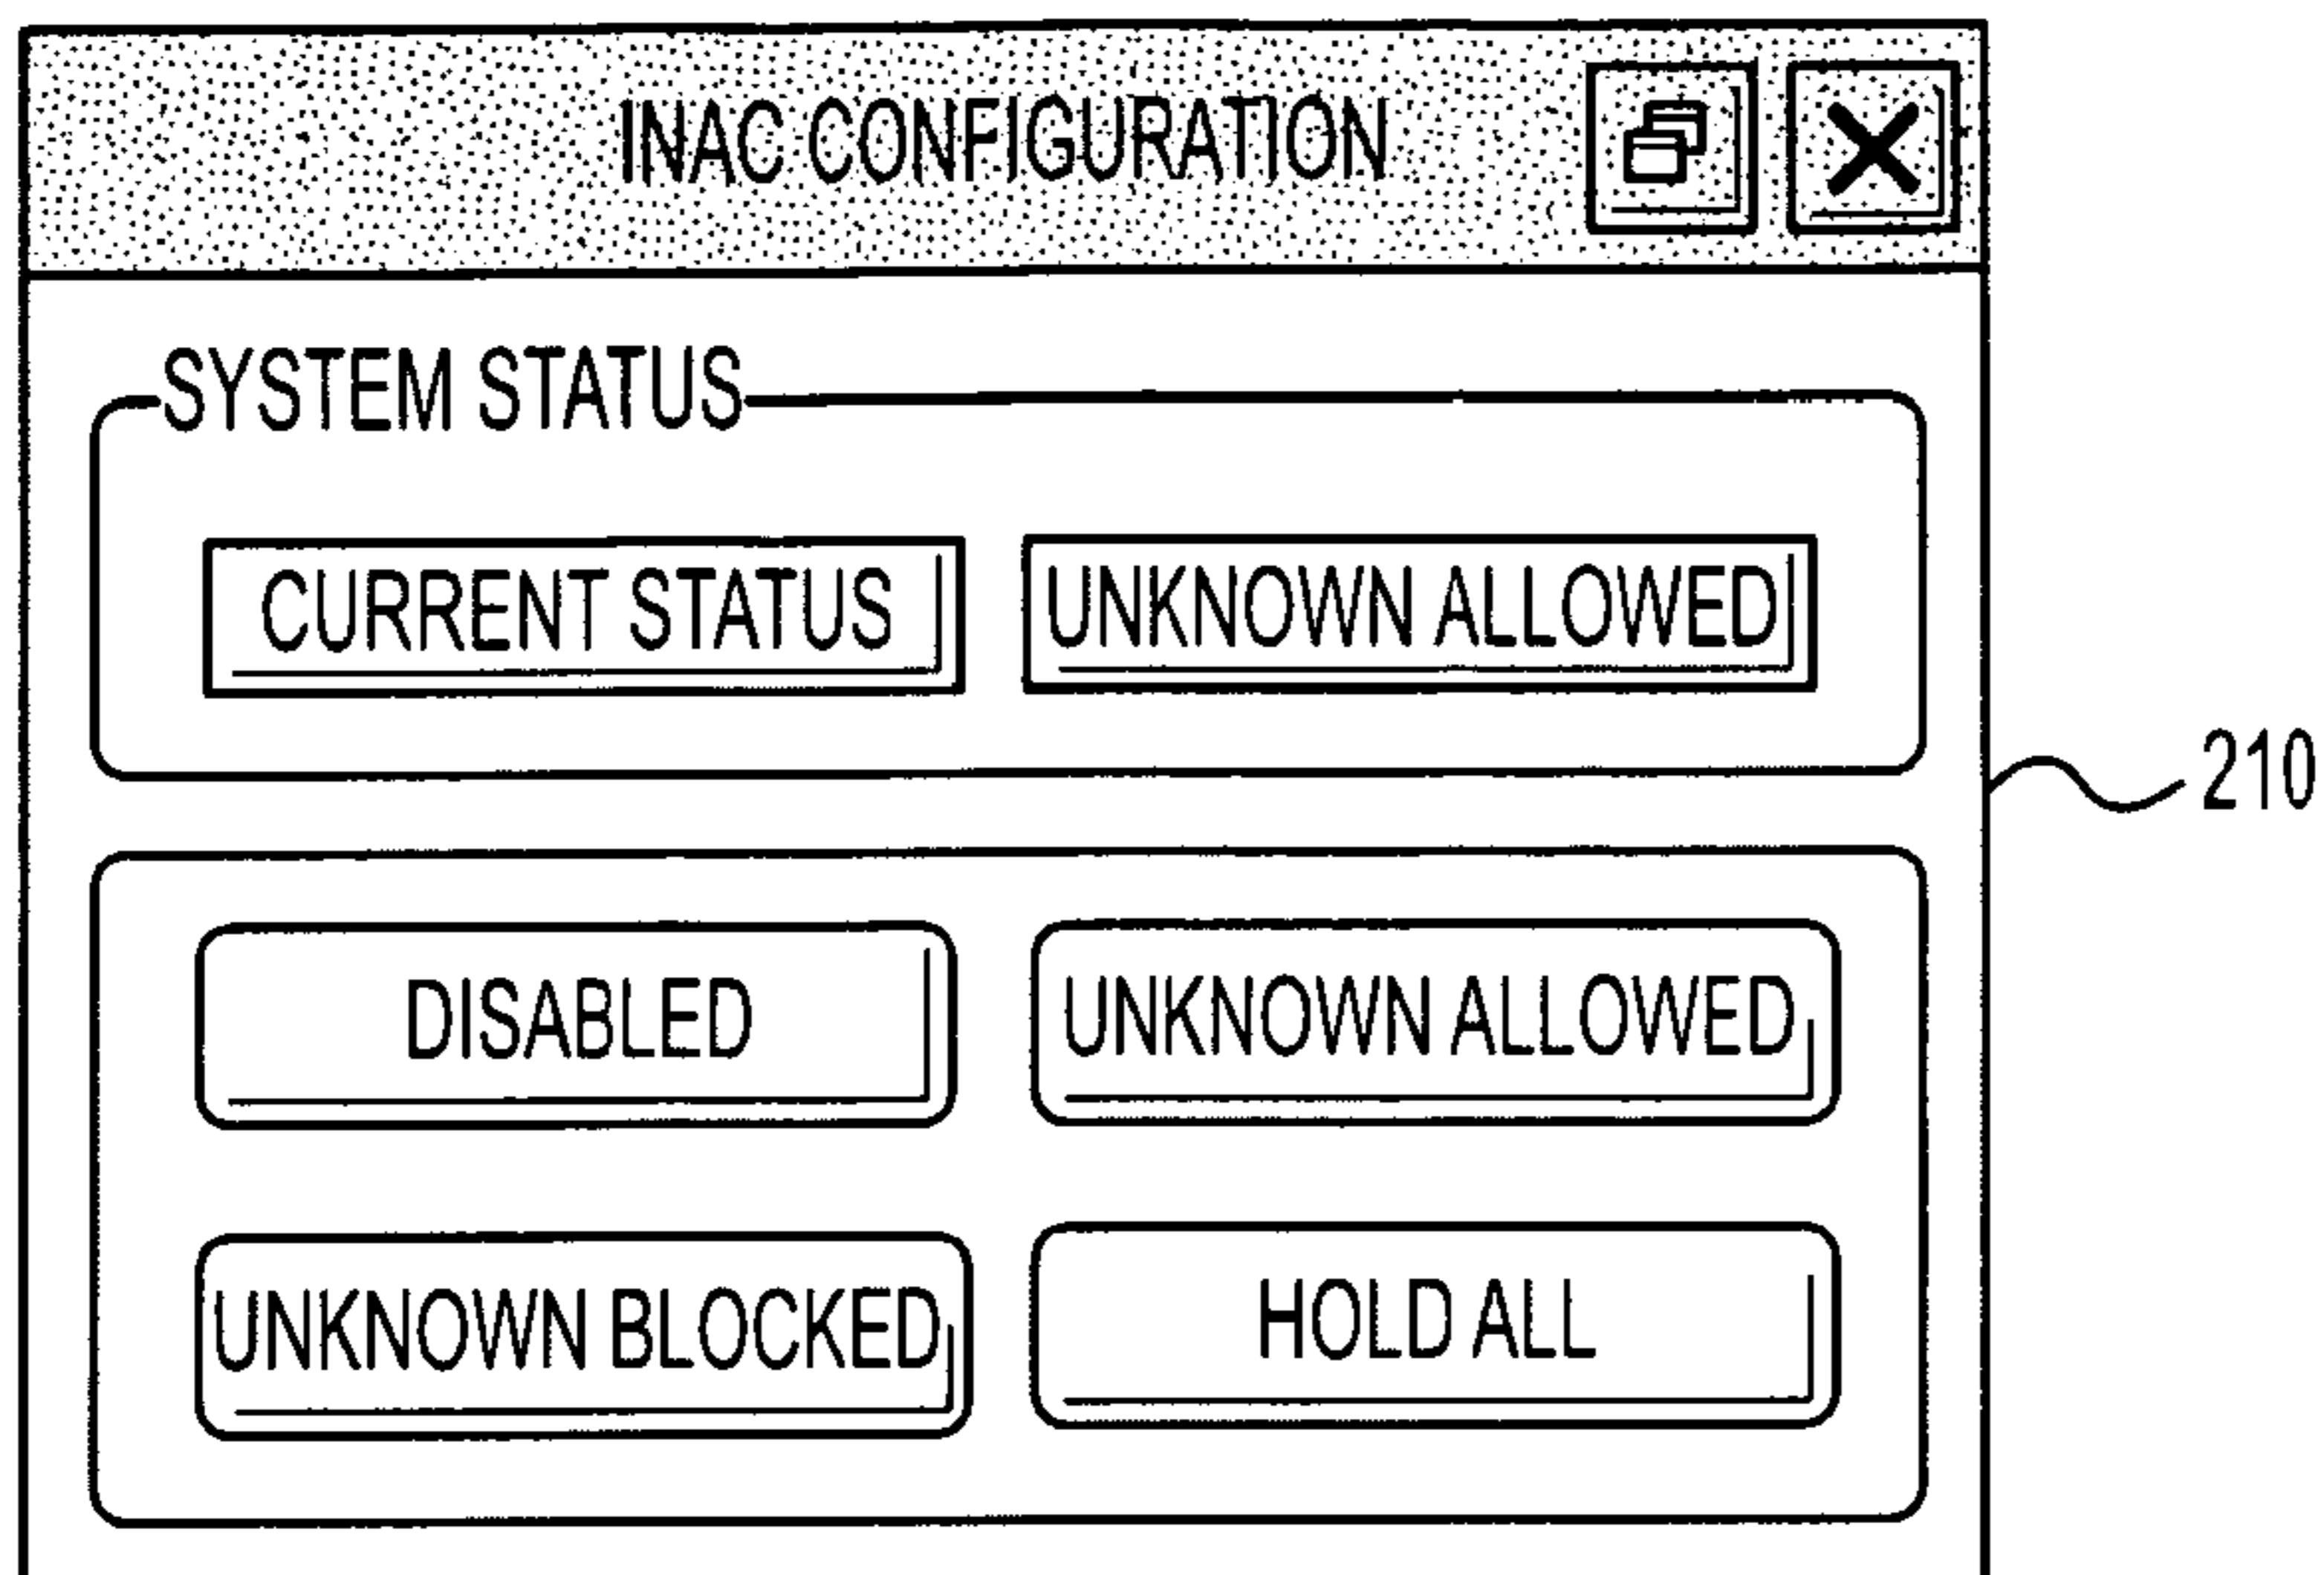 INAC CONFIGURATION
SYSTEM STATUS
CURRENT STATUS UNKNOWN ALLOWED
210
DISABLED UNKNOWN ALLOWED
UNKNOWN BLOCKED HOLD ALL